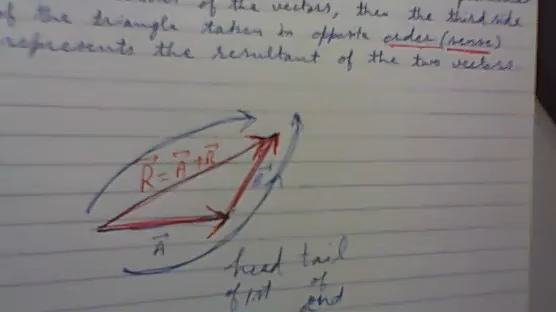 of the vectors, then the third side
of the triangle taken in opposite order (sense)
represents the resultant of the two vectors
R⃗ = A⃗ + B⃗
A⃗
head tail
of 1st of
2nd